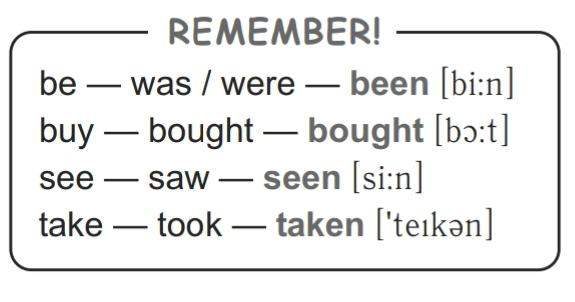 REMEMBER!
be — was / were — been [bi:n]
buy — bought — bought [bɔ:t]
see — saw — seen [si:n]
take — took — taken ['teıkən]